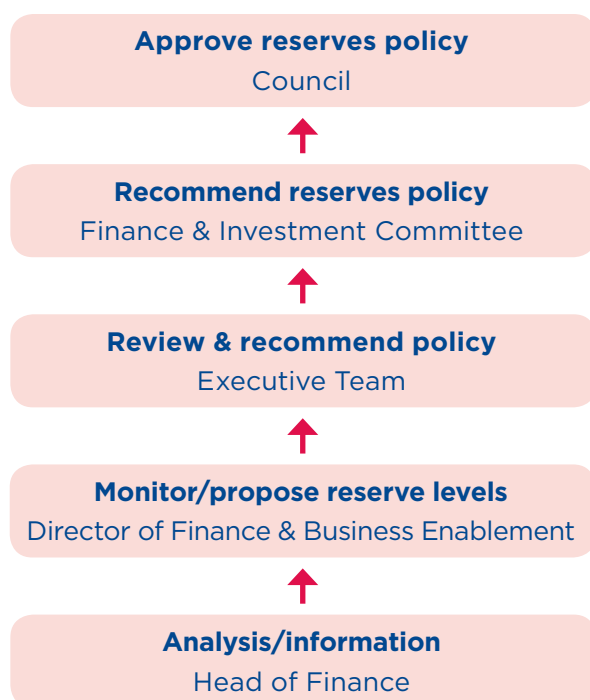 Approve reserves policy
Council
Recommend reserves policy
Finance & Investment Committee
Review & recommend policy
Executive Team
Monitor/propose reserve levels
Director of Finance & Business Enablement
Analysis/information
Head of Finance